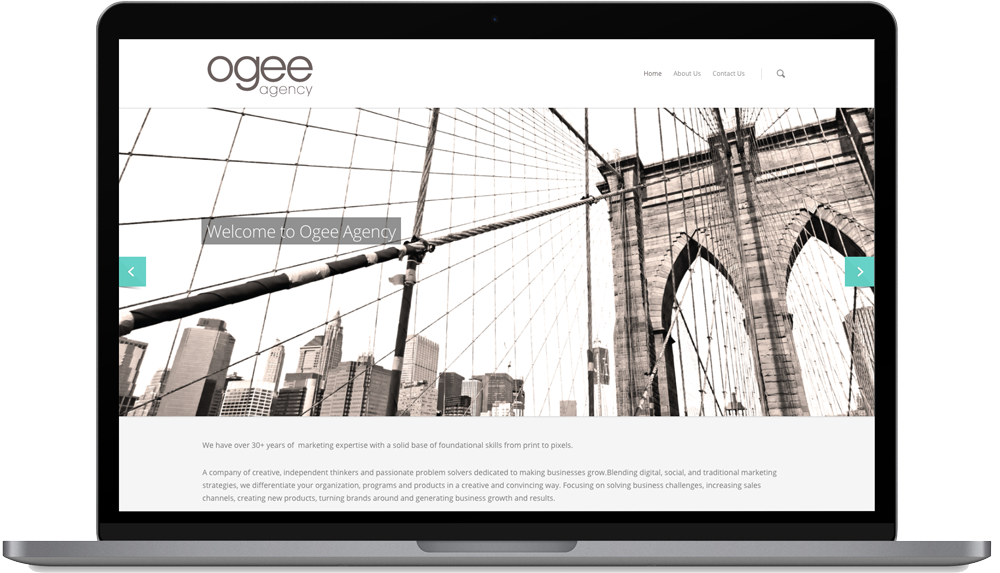 ogee
agency
Home About Us Contact Us
Welcome to Ogee Agency
We have over 30+ years of  marketing expertise with a solid base of foundational skills from print to pixels.
A company of creative, independent thinkers and passionate problem solvers dedicated to making businesses grow.Blending digital, social, and traditional marketing
strategies, we differentiate your organization, programs and products in a creative and convincing way. Focusing on solving business challenges, increasing sales
channels, creating new products, turning brands around and generating business growth and results.